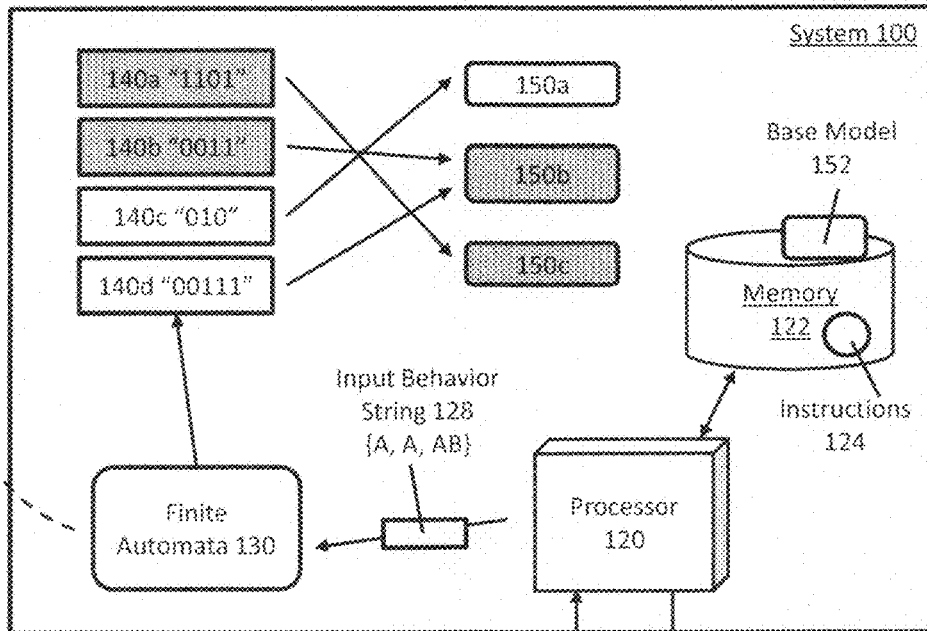 System 100
140a "1101"
140b "0011"
140c "010"
140d "00111"
150a
150b
150c
Base Model
152
Memory
122
Instructions
124
Input Behavior
String 128
{A, A, AB}
Finite
Automata 130
Processor
120